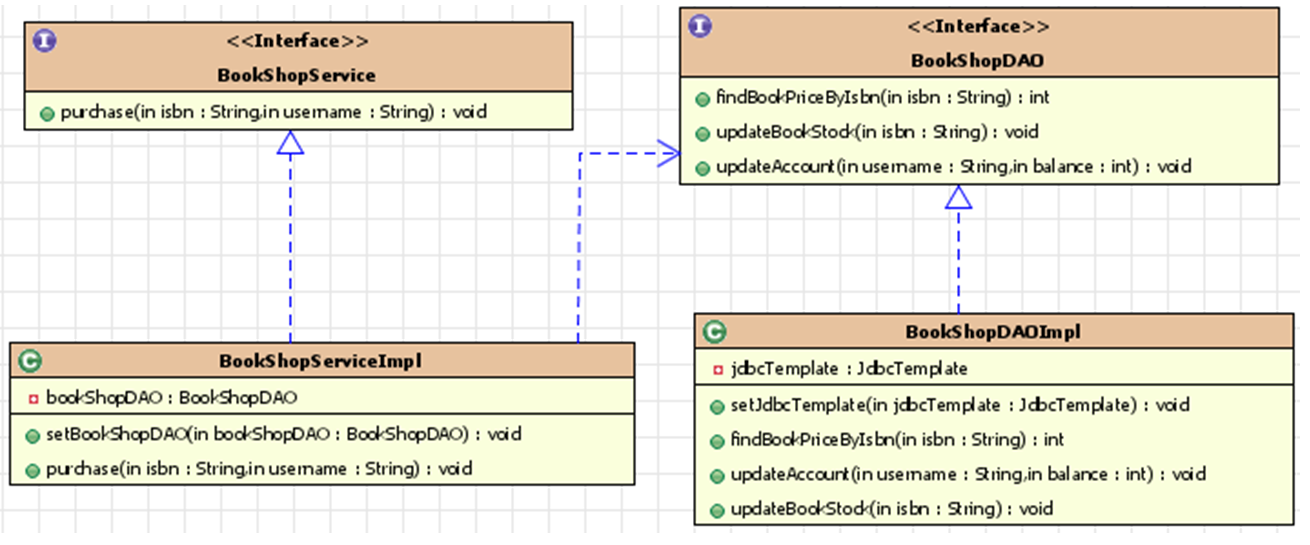 I
<<Interface>>
BookShopService
purchase(in isbn : String,in username : String) : void
I
<<Interface>>
BookShopDAO
findBookPriceByIsbn(in isbn : String) : int
updateBookStock(in isbn : String) : void
updateAccount(in username : String,in balance : int) : void
C
BookShopServiceImpl
bookShopDAO : BookShopDAO
setBookShopDAO(in bookShopDAO : BookShopDAO) : void
purchase(in isbn : String,in username : String) : void
C
BookShopDAOImpl
jdbcTemplate : JdbcTemplate
setJdbcTemplate(in jdbcTemplate : JdbcTemplate) : void
findBookPriceByIsbn(in isbn : String) : int
updateAccount(in username : String,in balance : int) : void
updateBookStock(in isbn : String) : void